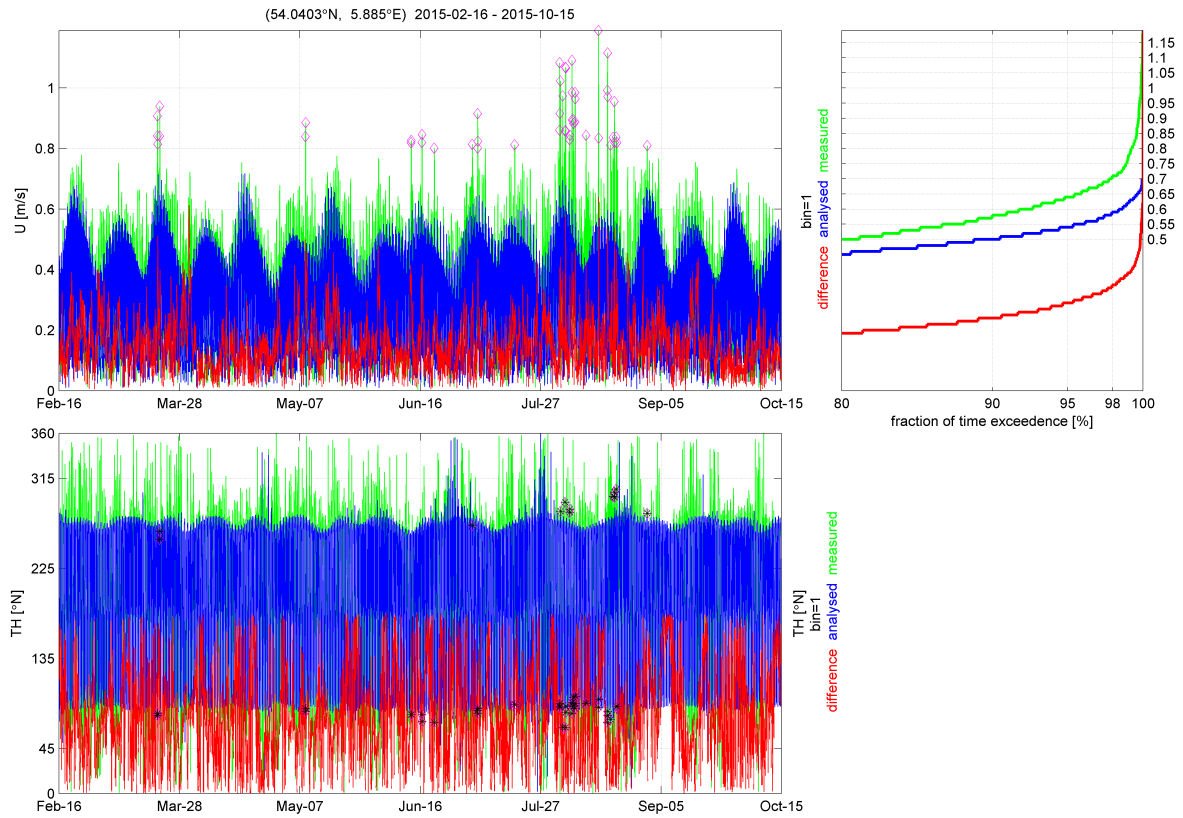 (54.0403°N, 5.885°E) 2015-02-16 - 2015-10-15
U [m/s]
1
0.8
0.6
0.4
0.2
0
Feb-16 Mar-28 May-07 Jun-16 Jul-27 Sep-05 Oct-15
bin=1
difference analysed measured
1.15
1.1
1.05
1
0.95
0.9
0.85
0.8
0.75
0.7
0.65
0.6
0.55
0.5
80 90 95 98 100
fraction of time exceedence [%]
TH [°N]
360
315
225
135
45
0
Feb-16 Mar-28 May-07 Jun-16 Jul-27 Sep-05 Oct-15
TH [°N]
bin=1
difference analysed measured